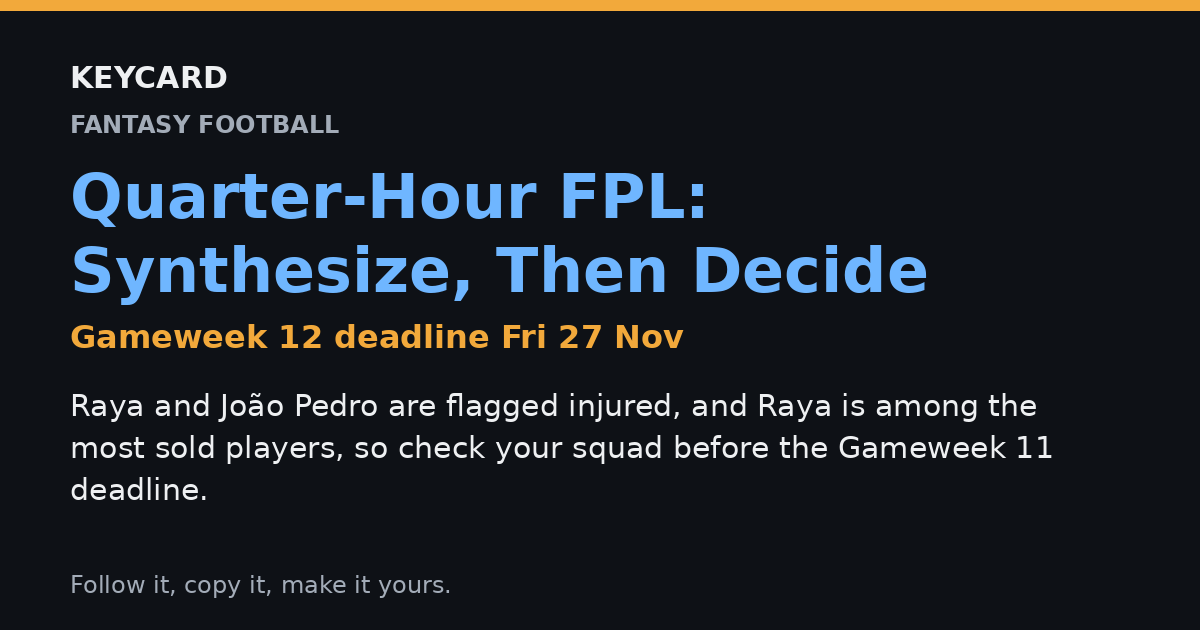 KEYCARD
FANTASY FOOTBALL
Quarter-Hour FPL:
Synthesize, Then Decide
Gameweek 12 deadline Fri 27 Nov
Raya and João Pedro are flagged injured, and Raya is among the
most sold players, so check your squad before the Gameweek 11
deadline.
Follow it, copy it, make it yours.